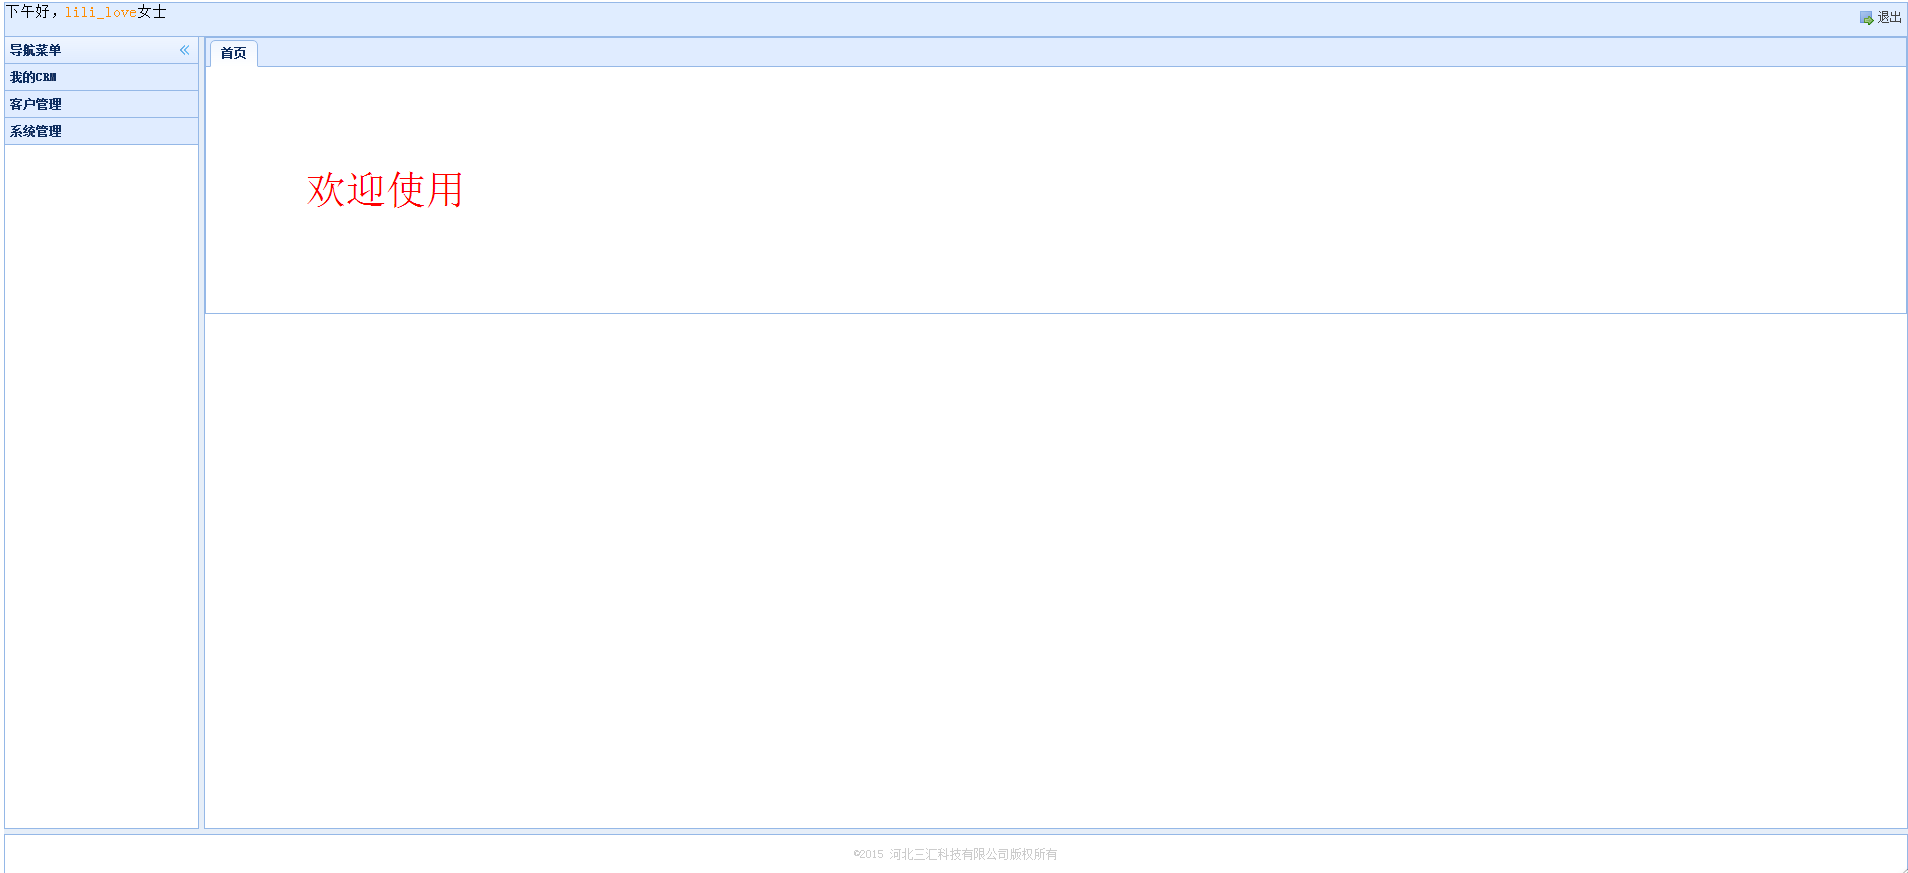 下午好，lili_love女士
退出
导航菜单
我的CRM
客户管理
系统管理
首页
欢迎使用
©2015 河北三汇科技有限公司版权所有